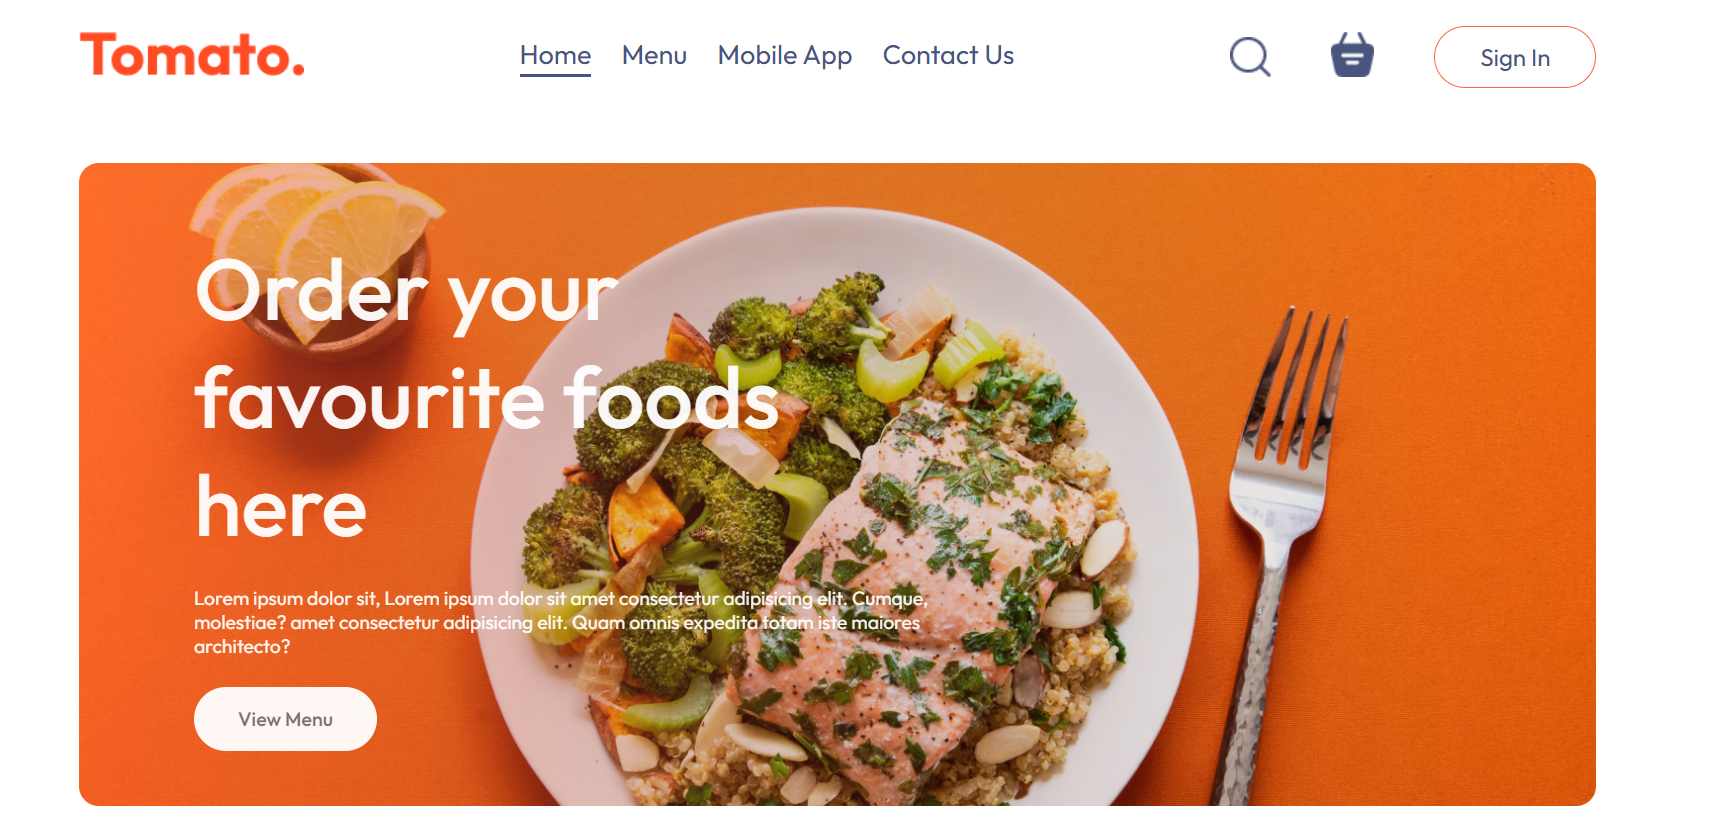 Tomato.
Home Menu Mobile App Contact Us
Sign In
Order your
favourite foods
here
Lorem ipsum dolor sit, Lorem ipsum dolor sit amet consectetur adipisicing elit. Cumque,
molestiae? amet consectetur adipisicing elit. Quam omnis expedita totam iste maiores
architecto?
View Menu